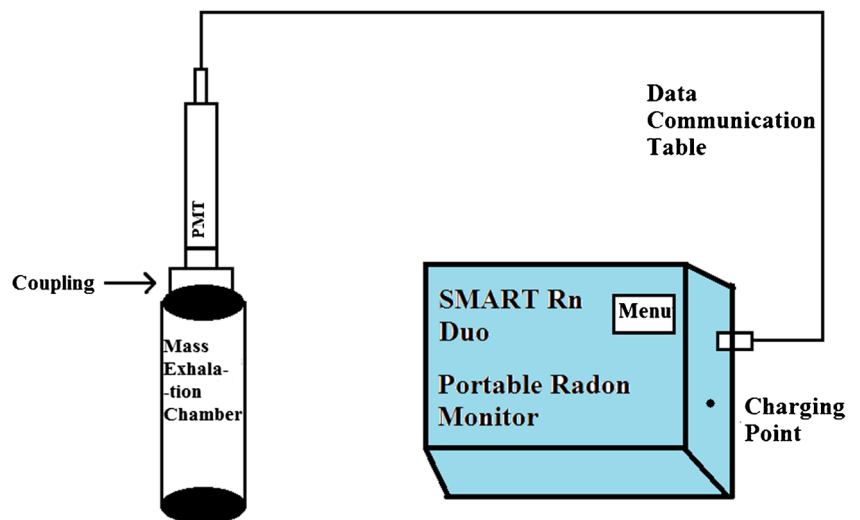 Data
Communication
Table
PMT
Coupling
SMART Rn
Duo
Menu
Mass
Exhala-
-tion
Chamber
Portable Radon
Monitor
Charging
Point